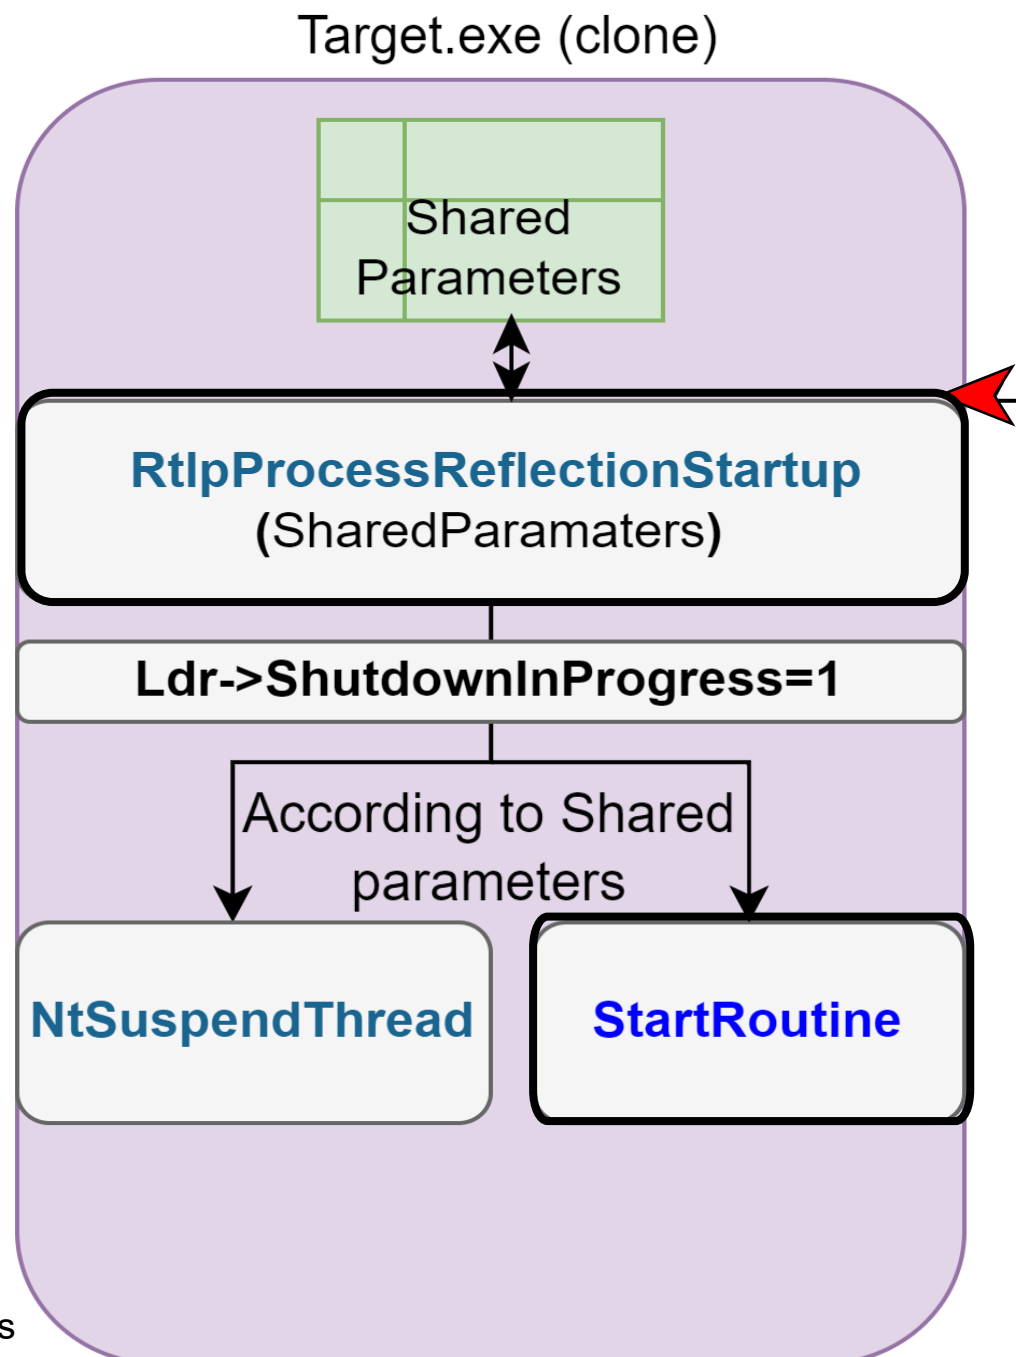 Target.exe (clone)
Shared
Parameters
RtlpProcessReflectionStartup
(SharedParamaters)
Ldr->ShutdownInProgress=1
According to Shared
parameters
NtSuspendThread
StartRoutine
s